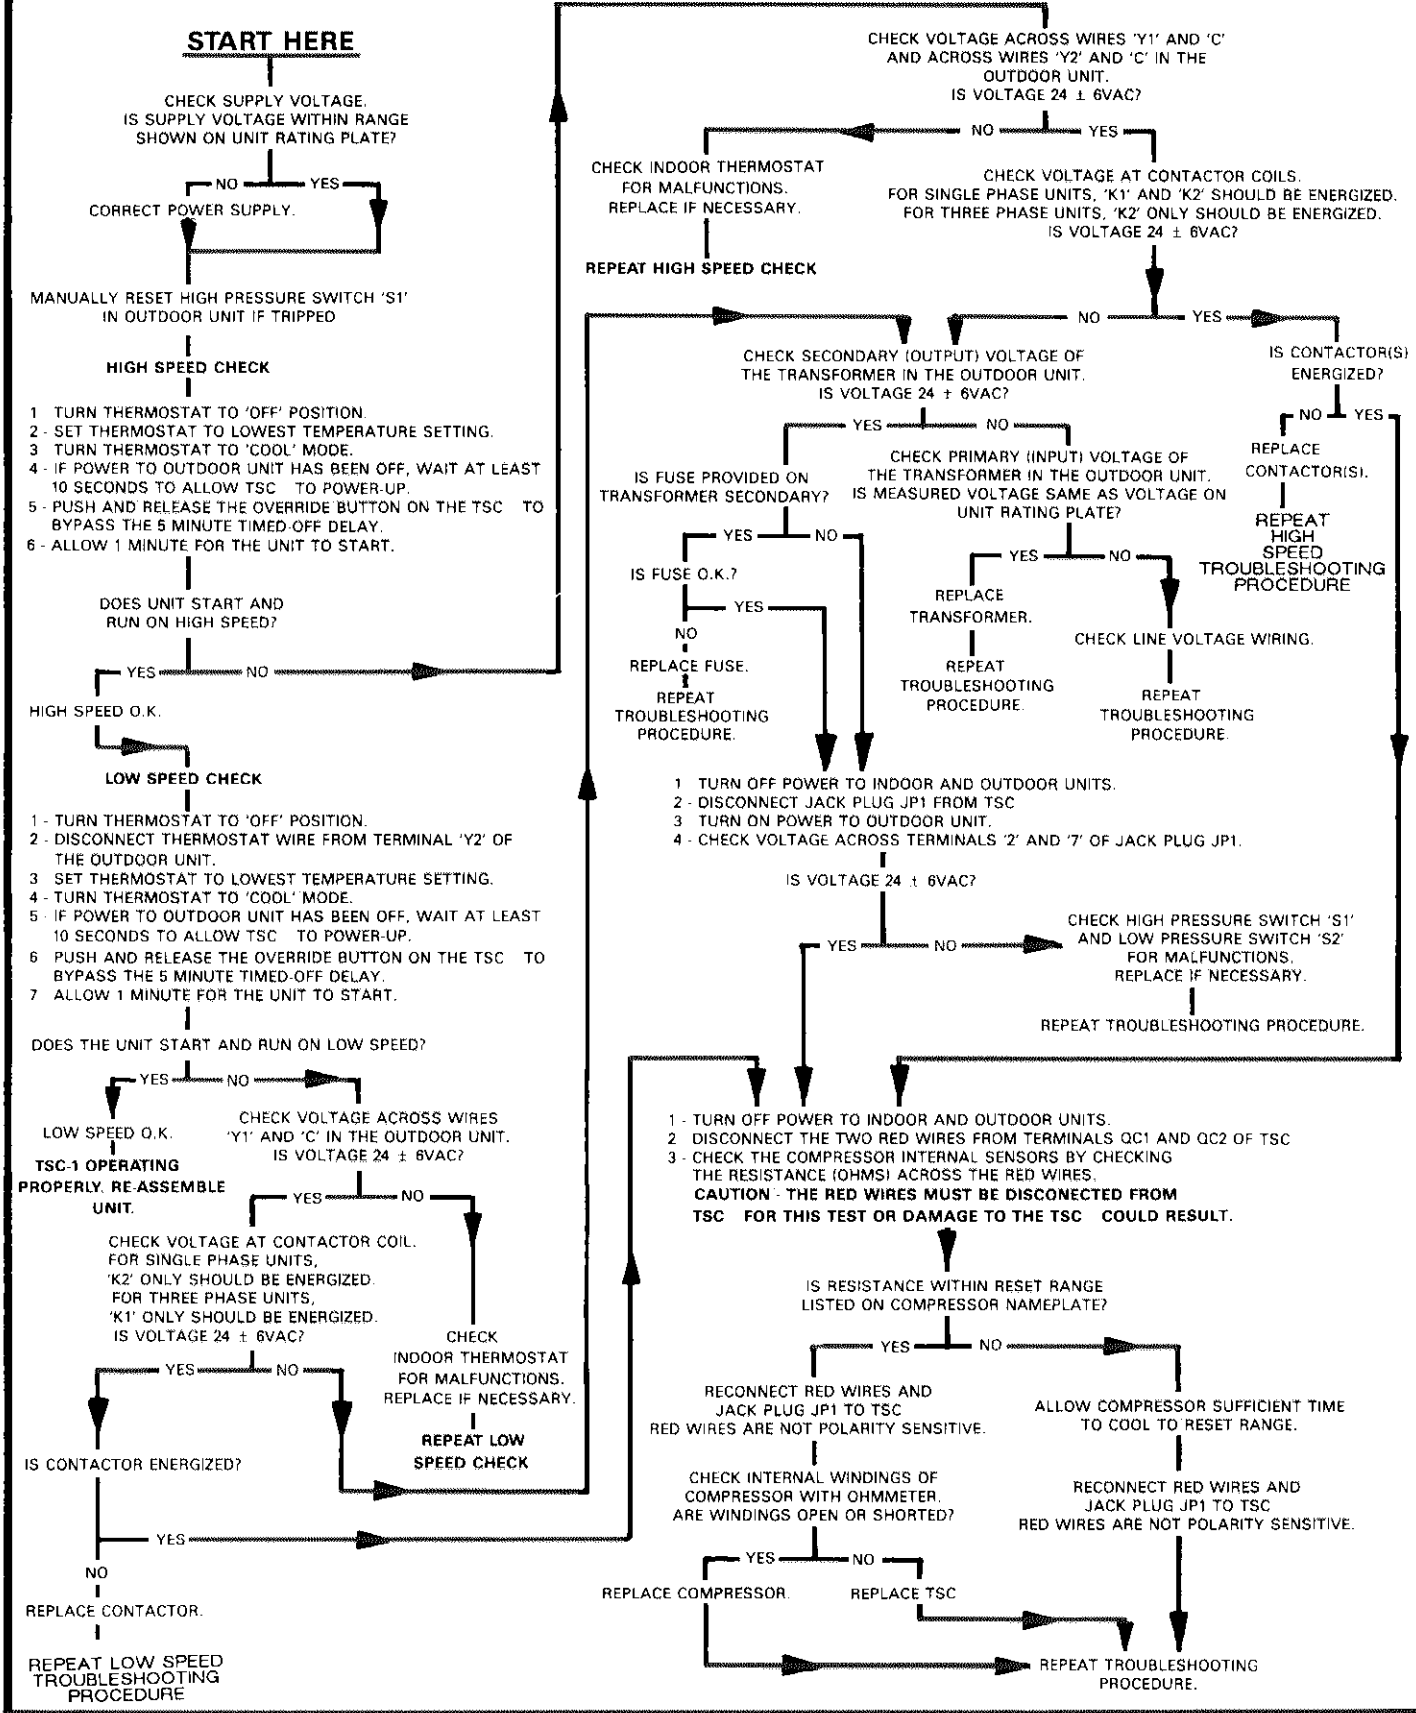 START HERE
CHECK SUPPLY VOLTAGE.
IS SUPPLY VOLTAGE WITHIN RANGE
SHOWN ON UNIT RATING PLATE?
NO
YES
CORRECT POWER SUPPLY.
MANUALLY RESET HIGH PRESSURE SWITCH 'S1'
IN OUTDOOR UNIT IF TRIPPED
HIGH SPEED CHECK
1 TURN THERMOSTAT TO 'OFF' POSITION.
2 - SET THERMOSTAT TO LOWEST TEMPERATURE SETTING.
3 TURN THERMOSTAT TO 'COOL' MODE.
4 - IF POWER TO OUTDOOR UNIT HAS BEEN OFF, WAIT AT LEAST
10 SECONDS TO ALLOW TSC TO POWER-UP.
5 - PUSH AND RELEASE THE OVERRIDE BUTTON ON THE TSC TO
BYPASS THE 5 MINUTE TIMED-OFF DELAY.
6 - ALLOW 1 MINUTE FOR THE UNIT TO START.
DOES UNIT START AND
RUN ON HIGH SPEED?
YES
NO
HIGH SPEED O.K.
LOW SPEED CHECK
1 - TURN THERMOSTAT TO 'OFF' POSITION.
2 - DISCONNECT THERMOSTAT WIRE FROM TERMINAL 'Y2' OF
THE OUTDOOR UNIT.
3 SET THERMOSTAT TO LOWEST TEMPERATURE SETTING.
4 - TURN THERMOSTAT TO 'COOL' MODE.
5 - IF POWER TO OUTDOOR UNIT HAS BEEN OFF, WAIT AT LEAST
10 SECONDS TO ALLOW TSC TO POWER-UP.
6 PUSH AND RELEASE THE OVERRIDE BUTTON ON THE TSC TO
BYPASS THE 5 MINUTE TIMED-OFF DELAY.
7 ALLOW 1 MINUTE FOR THE UNIT TO START.
DOES THE UNIT START AND RUN ON LOW SPEED?
YES
NO
LOW SPEED O.K.
TSC-1 OPERATING
PROPERLY, RE-ASSEMBLE
UNIT.
CHECK VOLTAGE ACROSS WIRES
'Y1' AND 'C' IN THE OUTDOOR UNIT.
IS VOLTAGE 24 ± 6VAC?
YES
NO
CHECK VOLTAGE AT CONTACTOR COIL.
FOR SINGLE PHASE UNITS,
'K2' ONLY SHOULD BE ENERGIZED.
FOR THREE PHASE UNITS,
'K1' ONLY SHOULD BE ENERGIZED.
IS VOLTAGE 24 ± 6VAC?
CHECK
INDOOR THERMOSTAT
FOR MALFUNCTIONS.
REPLACE IF NECESSARY.
REPEAT LOW
SPEED CHECK
YES
NO
IS CONTACTOR ENERGIZED?
YES
NO
REPLACE CONTACTOR.
REPEAT LOW SPEED
TROUBLESHOOTING
PROCEDURE
CHECK VOLTAGE ACROSS WIRES 'Y1' AND 'C'
AND ACROSS WIRES 'Y2' AND 'C' IN THE
OUTDOOR UNIT.
IS VOLTAGE 24 ± 6VAC?
NO
YES
CHECK INDOOR THERMOSTAT
FOR MALFUNCTIONS.
REPLACE IF NECESSARY.
REPEAT HIGH SPEED CHECK
CHECK VOLTAGE AT CONTACTOR COILS.
FOR SINGLE PHASE UNITS, 'K1' AND 'K2' SHOULD BE ENERGIZED.
FOR THREE PHASE UNITS, 'K2' ONLY SHOULD BE ENERGIZED.
IS VOLTAGE 24 ± 6VAC?
NO
YES
IS CONTACTOR(S)
ENERGIZED?
NO
YES
REPLACE
CONTACTOR(S).
REPEAT
HIGH
SPEED
TROUBLESHOOTING
PROCEDURE
CHECK SECONDARY (OUTPUT) VOLTAGE OF
THE TRANSFORMER IN THE OUTDOOR UNIT.
IS VOLTAGE 24 ± 6VAC?
YES
NO
IS FUSE PROVIDED ON
TRANSFORMER SECONDARY?
YES
NO
IS FUSE O.K.?
YES
NO
REPLACE FUSE.
REPEAT
TROUBLESHOOTING
PROCEDURE.
CHECK PRIMARY (INPUT) VOLTAGE OF
THE TRANSFORMER IN THE OUTDOOR UNIT.
IS MEASURED VOLTAGE SAME AS VOLTAGE ON
UNIT RATING PLATE?
YES
NO
REPLACE
TRANSFORMER.
REPEAT
TROUBLESHOOTING
PROCEDURE.
CHECK LINE VOLTAGE WIRING.
REPEAT
TROUBLESHOOTING
PROCEDURE.
1 TURN OFF POWER TO INDOOR AND OUTDOOR UNITS.
2 - DISCONNECT JACK PLUG JP1 FROM TSC
3 TURN ON POWER TO OUTDOOR UNIT.
4 - CHECK VOLTAGE ACROSS TERMINALS '2' AND '7' OF JACK PLUG JP1.
IS VOLTAGE 24 ± 6VAC?
YES
NO
CHECK HIGH PRESSURE SWITCH 'S1'
AND LOW PRESSURE SWITCH 'S2'
FOR MALFUNCTIONS.
REPLACE IF NECESSARY.
REPEAT TROUBLESHOOTING PROCEDURE.
1 - TURN OFF POWER TO INDOOR AND OUTDOOR UNITS.
2 DISCONNECT THE TWO RED WIRES FROM TERMINALS QC1 AND QC2 OF TSC
3 - CHECK THE COMPRESSOR INTERNAL SENSORS BY CHECKING
THE RESISTANCE (OHMS) ACROSS THE RED WIRES.
CAUTION - THE RED WIRES MUST BE DISCONECTED FROM
TSC FOR THIS TEST OR DAMAGE TO THE TSC COULD RESULT.
IS RESISTANCE WITHIN RESET RANGE
LISTED ON COMPRESSOR NAMEPLATE?
YES
NO
RECONNECT RED WIRES AND
JACK PLUG JP1 TO TSC
RED WIRES ARE NOT POLARITY SENSITIVE.
CHECK INTERNAL WINDINGS OF
COMPRESSOR WITH OHMMETER.
ARE WINDINGS OPEN OR SHORTED?
YES
NO
REPLACE COMPRESSOR.
REPLACE TSC
ALLOW COMPRESSOR SUFFICIENT TIME
TO COOL TO RESET RANGE.
RECONNECT RED WIRES AND
JACK PLUG JP1 TO TSC
RED WIRES ARE NOT POLARITY SENSITIVE.
REPEAT TROUBLESHOOTING
PROCEDURE.